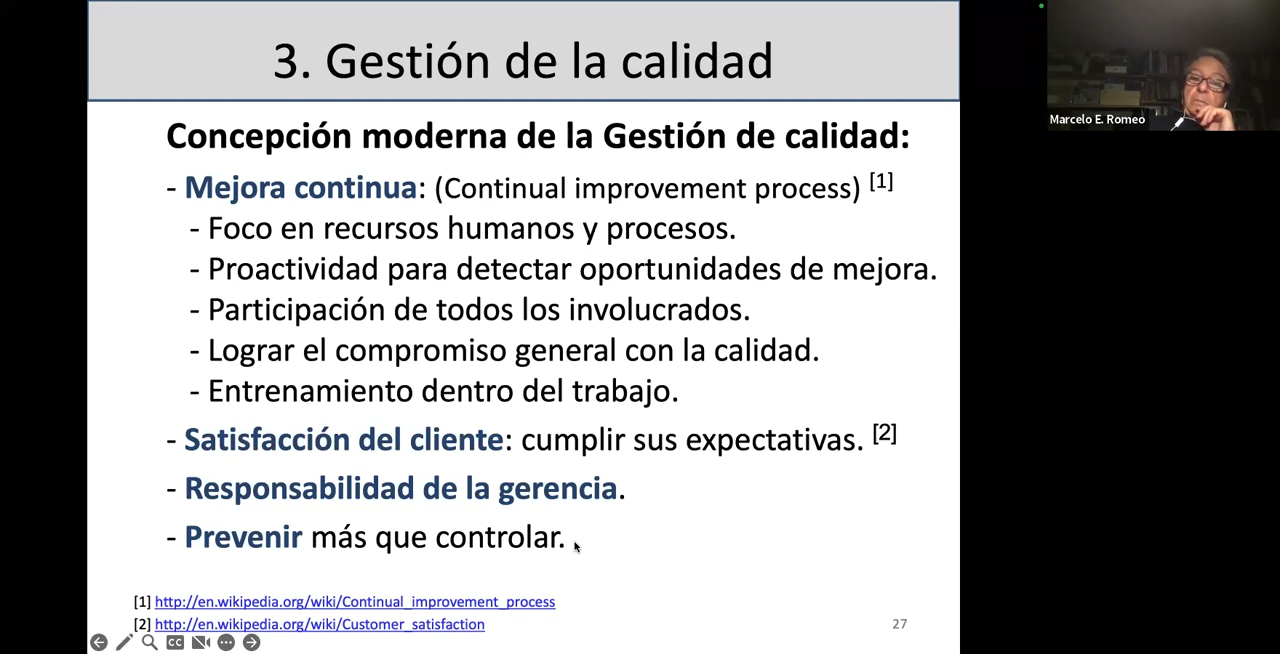 3. Gestión de la calidad
Marcelo E. Romeo
Concepción moderna de la Gestión de calidad:
- Mejora continua: (Continual improvement process) [1]
- Foco en recursos humanos y procesos.
- Proactividad para detectar oportunidades de mejora.
- Participación de todos los involucrados.
- Lograr el compromiso general con la calidad.
- Entrenamiento dentro del trabajo.
- Satisfacción del cliente: cumplir sus expectativas. [2]
- Responsabilidad de la gerencia.
- Prevenir más que controlar.
[1] http://en.wikipedia.org/wiki/Continual_improvement_process
[2] http://en.wikipedia.org/wiki/Customer_satisfaction
27
CC